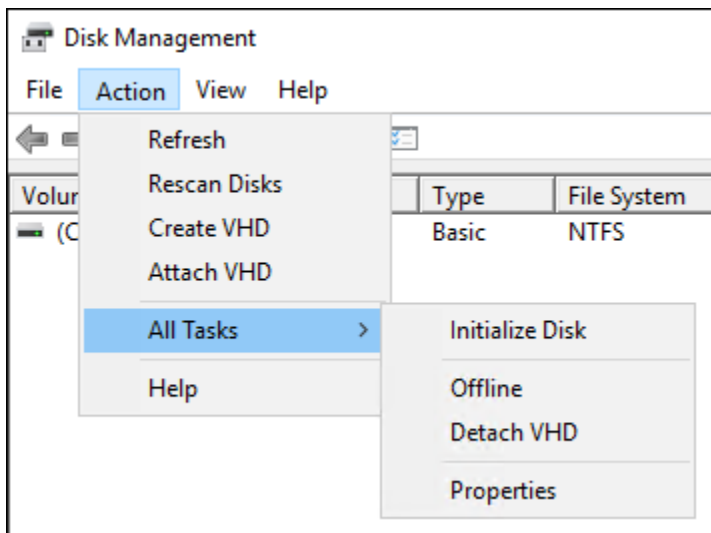 Disk Management
File Action View Help
Refresh
Rescan Disks
Create VHD
Attach VHD
All Tasks >
Help
Type File System
(C Basic NTFS
Initialize Disk
Offline
Detach VHD
Properties